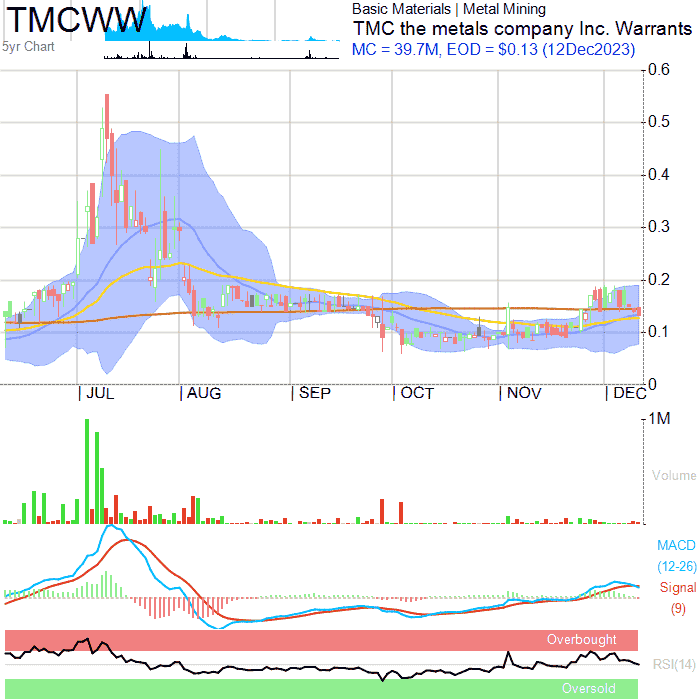 TMCWW
5yr Chart
Basic Materials | Metal Mining
TMC the metals company Inc. Warrants
MC = 39.7M, EOD = $0.13 (12Dec2023)
0.6
0.5
0.4
0.3
0.2
0.1
0
| JUL | AUG | SEP | OCT | NOV | DEC
1M
Volume
MACD
(12-26)
Signal
(9)
Overbought
RSI(14)
Oversold